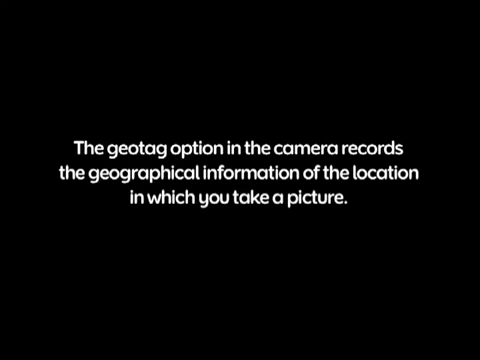 The geotag option in the camera records
the geographical information of the location
in which you take a picture.